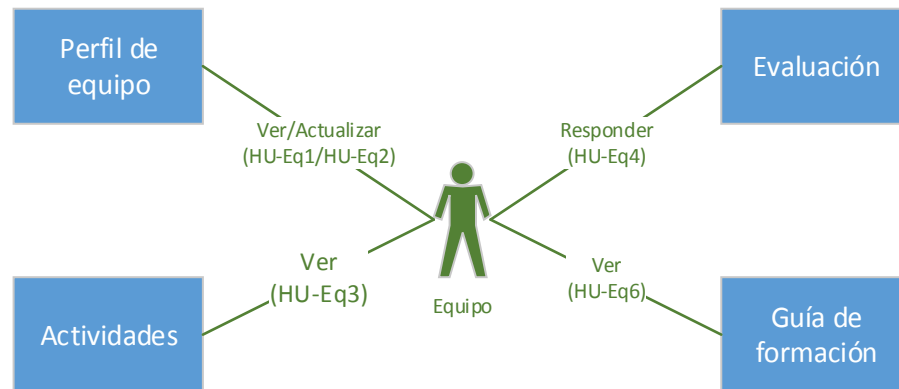 Perfil de
equipo
Evaluación
Ver/Actualizar
(HU-Eq1/HU-Eq2)
Responder
(HU-Eq4)
Ver
(HU-Eq3)
Ver
(HU-Eq6)
Equipo
Actividades
Guía de
formación